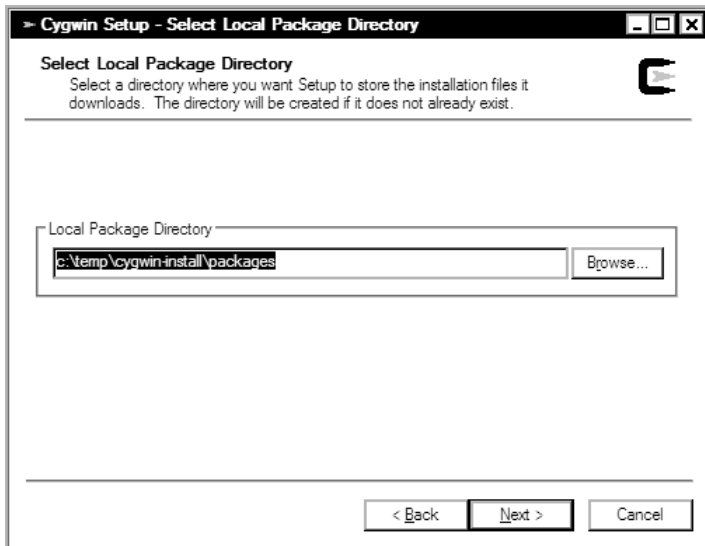 Cygwin Setup - Select Local Package Directory
Select Local Package Directory
Select a directory where you want Setup to store the installation files it
downloads. The directory will be created if it does not already exist.
Local Package Directory
c:\temp\cygwin-install\packages
Browse...
< Back
Next >
Cancel